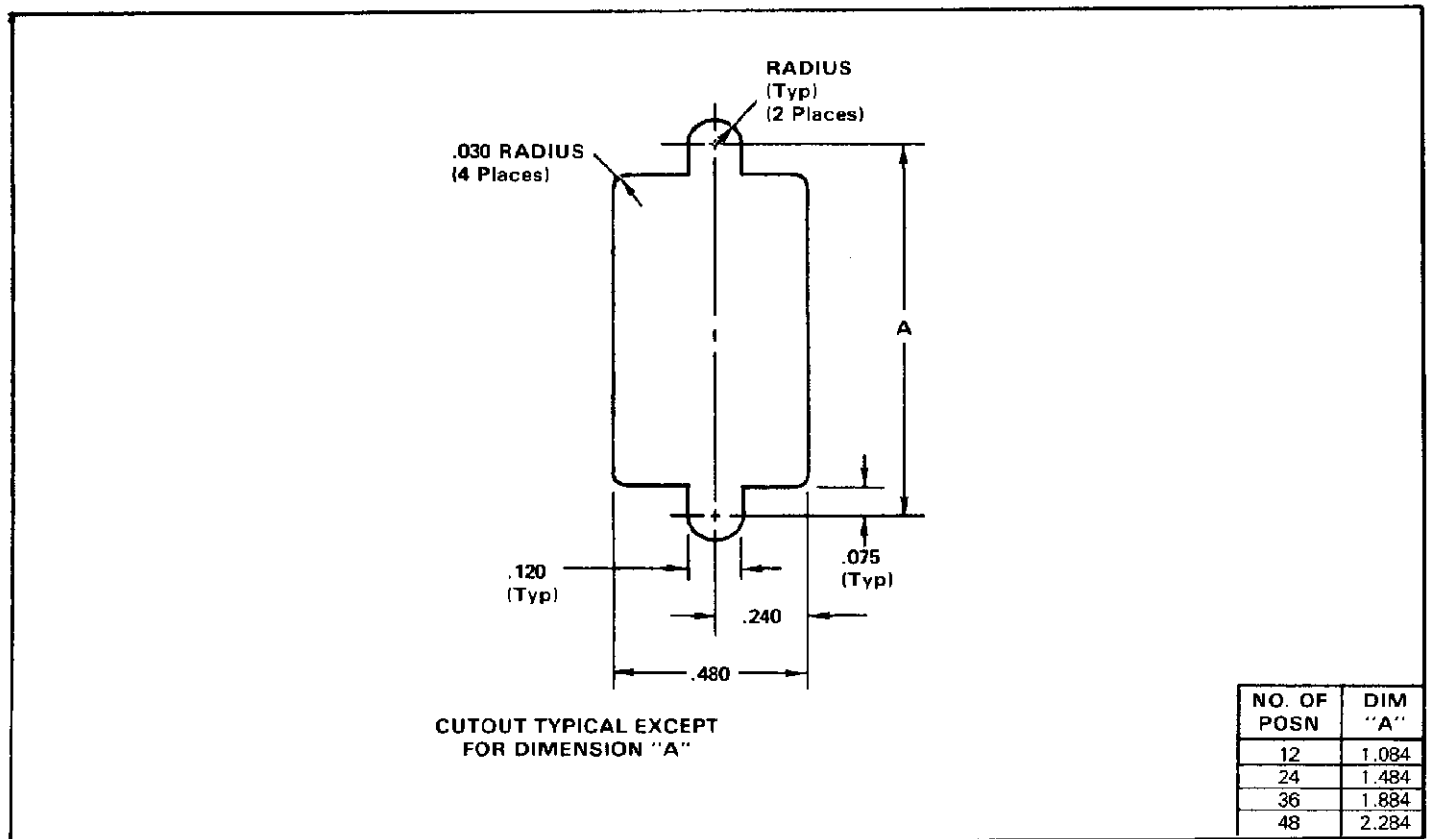 RADIUS
(Typ)
(2 Places)
.030 RADIUS
(4 Places)
A
.075
(Typ)
.120
(Typ)
.240
.480
CUTOUT TYPICAL EXCEPT
FOR DIMENSION "A"
NO. OF POSN DIM "A"
12 1.084
24 1.484
36 1.884
48 2.284